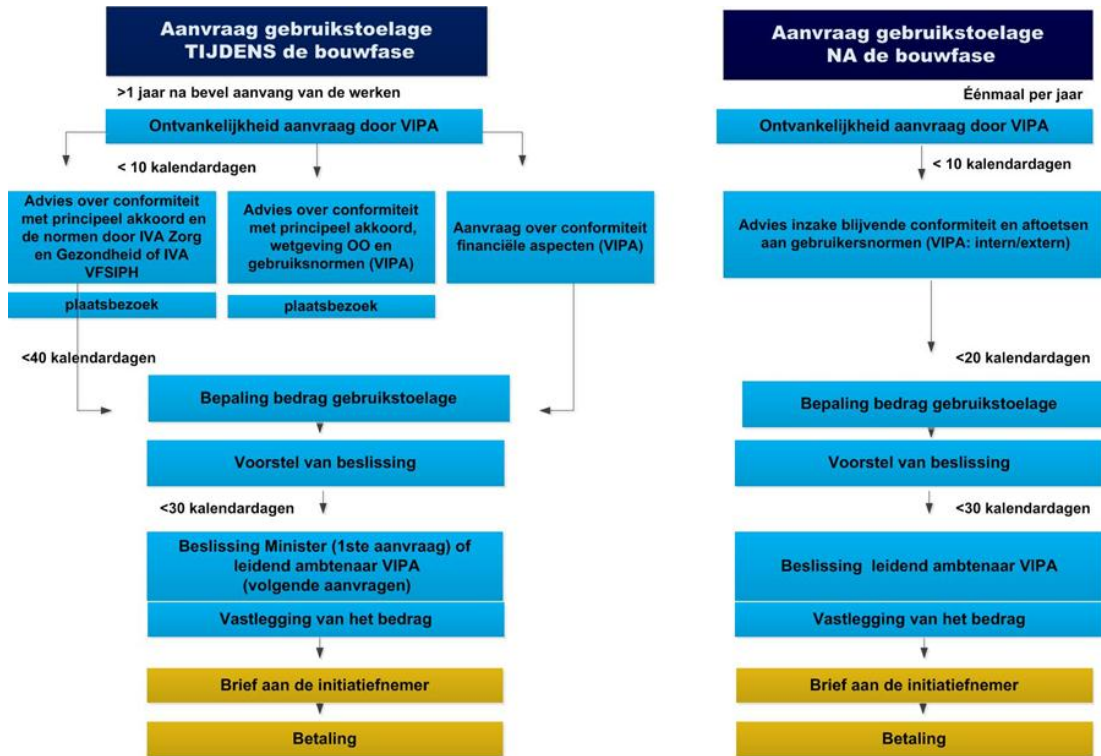 Aanvraag gebruikstoelage
TIJDENS de bouwfase
>1 jaar na bevel aanvang van de werken
Ontvankelijkheid aanvraag door VIPA
< 10 kalendardagen
Advies over conformiteit
met principeel akkoord en
de normen door IVA Zorg
en Gezondheid of IVA
VFSIPH
plaatsbezoek
Advies over conformiteit
met principeel akkoord,
wetgeving OO en
gebruiksnormen (VIPA)
plaatsbezoek
Aanvraag over conformiteit
financiële aspecten (VIPA)
<40 kalendardagen
Bepaling bedrag gebruikstoelage
Voorstel van beslissing
<30 kalendardagen
Beslissing Minister (1ste aanvraag) of
leidend ambtenaar VIPA
(volgende aanvragen)
Vastlegging van het bedrag
Brief aan de initiatiefnemer
Betaling
Aanvraag gebruikstoelage
NA de bouwfase
Éénmaal per jaar
Ontvankelijkheid aanvraag door VIPA
< 10 kalendardagen
Advies inzake blijvende conformiteit en aftoetsen
aan gebruikersnormen (VIPA: intern/extern)
<20 kalendardagen
Bepaling bedrag gebruikstoelage
Voorstel van beslissing
<30 kalendardagen
Beslissing leidend ambtenaar VIPA
Vastlegging van het bedrag
Brief aan de initiatiefnemer
Betaling